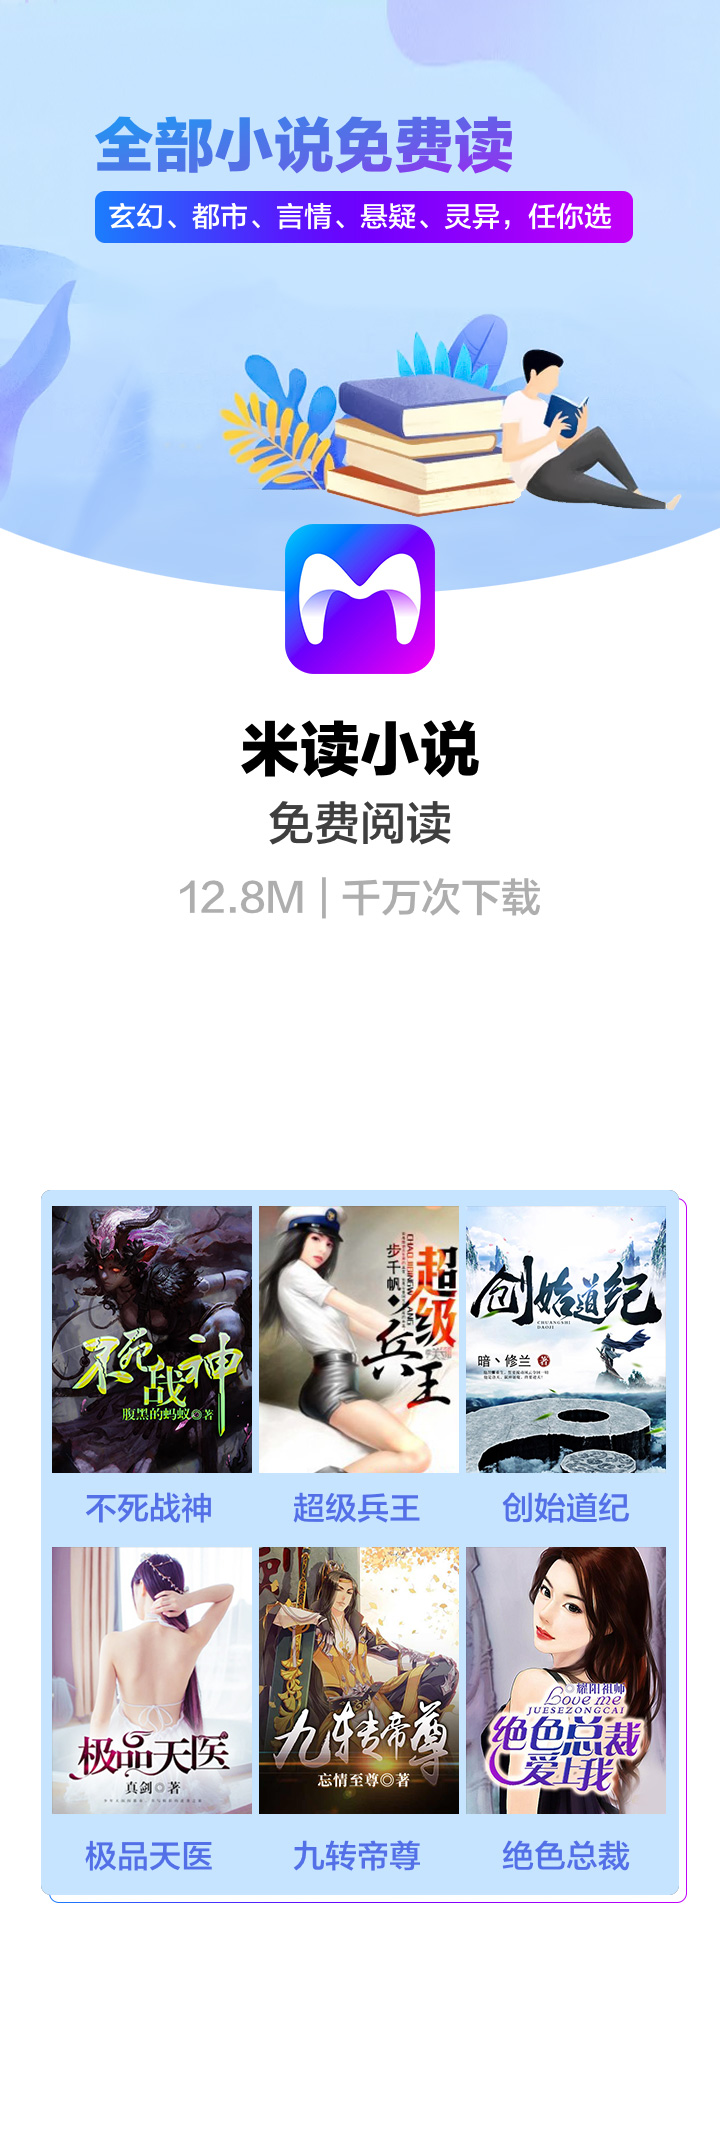 全部小说免费读
玄幻、都市、言情、悬疑、灵异，任你选
米读小说
免费阅读
12.8M | 千万次下载
不死战神
腹黑的蚂蚁◎著
超级兵王
步千帆
创始道纪
CHUANGSHI
DAOJI
暗、修兰 著
不死战神
超级兵王
创始道纪
极品天医
真剑◎著
九转帝尊
忘情至尊◎著
耀阳祖师
Love me
JUESEZONGCAI
绝色总裁
爱上我
极品天医
九转帝尊
绝色总裁